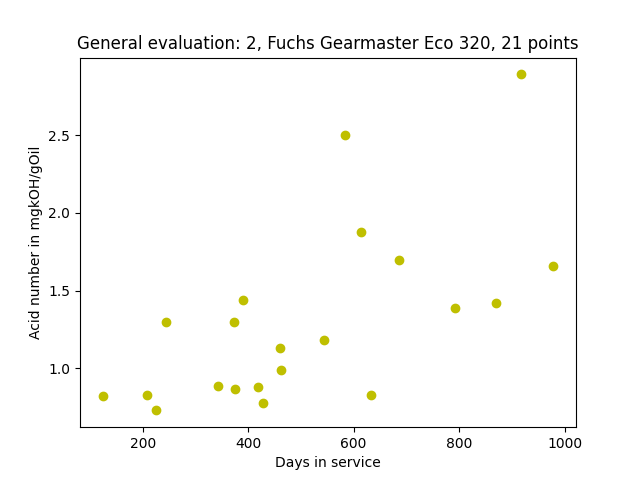 General evaluation: 2, Fuchs Gearmaster Eco 320, 21 points
Acid number in mgkOH/gOil
2.5
2.0
1.5
1.0
200 400 600 800 1000
Days in service